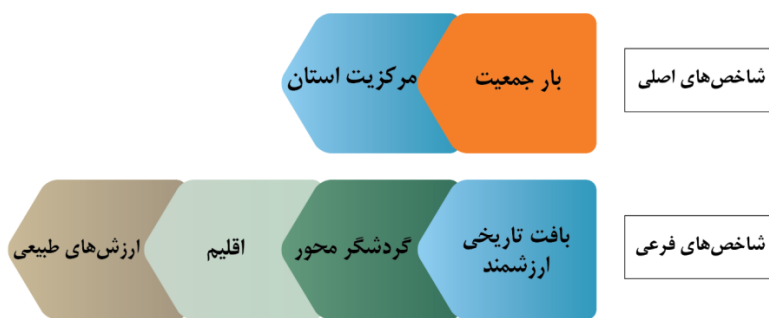 شاخص‌های اصلی
بار جمعیت
مرکزیت استان
شاخص‌های فرعی
بافت تاریخی
ارزشمند
گردشگر محور
اقلیم
ارزش‌های طبیعی